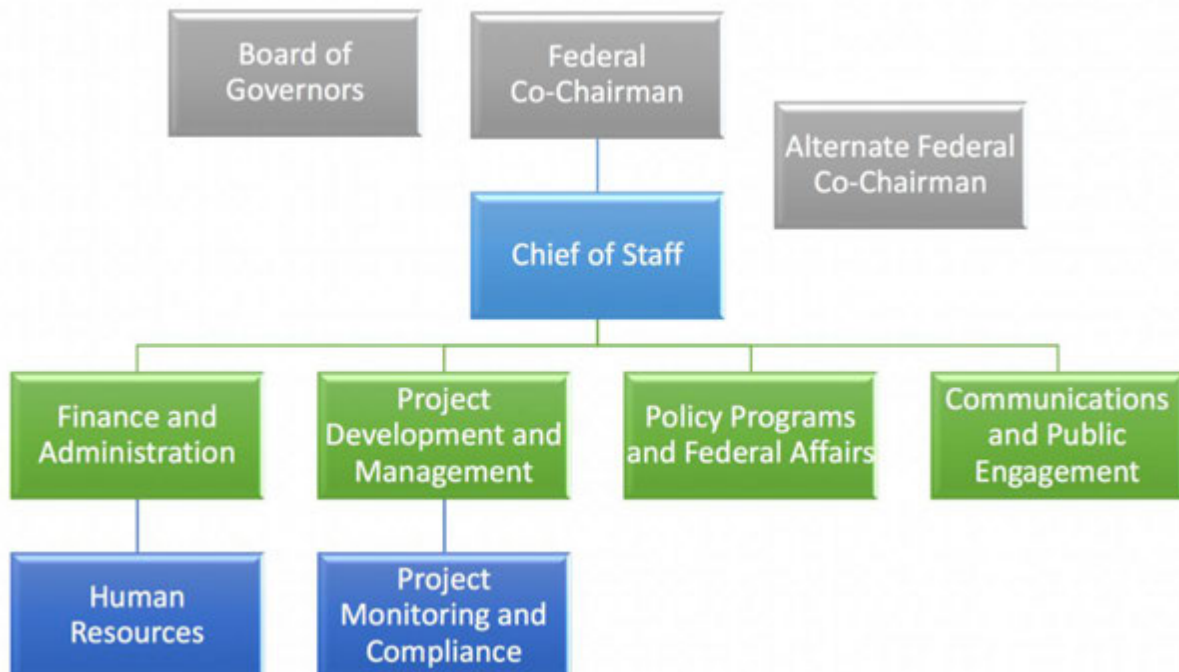 Board of
Governors
Federal
Co-Chairman
Alternate Federal
Co-Chairman
Chief of Staff
Finance and
Administration
Project
Development and
Management
Policy Programs
and Federal Affairs
Communications
and Public
Engagement
Human
Resources
Project
Monitoring and
Compliance